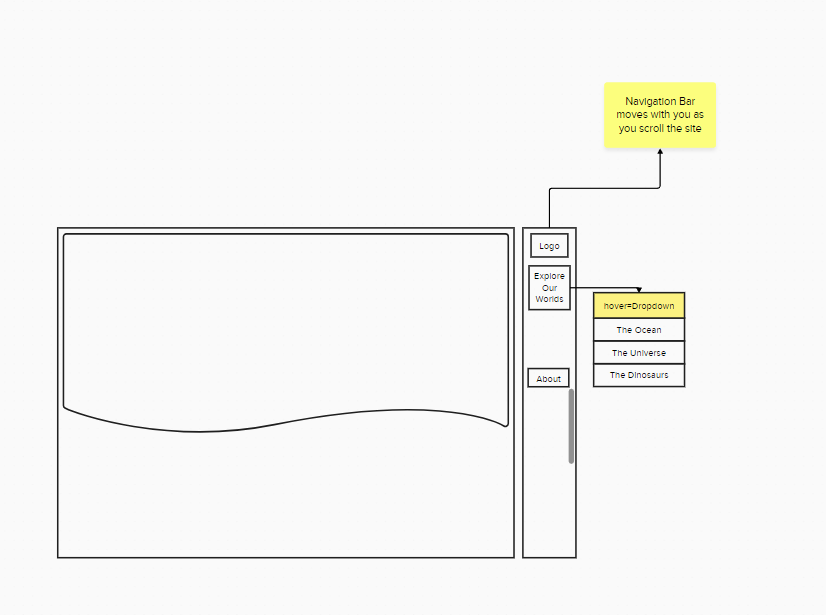 Navigation Bar
moves with you as
you scroll the site
Logo
Explore
Our
Worlds
hover=Dropdown
The Ocean
The Universe
The Dinosaurs
About